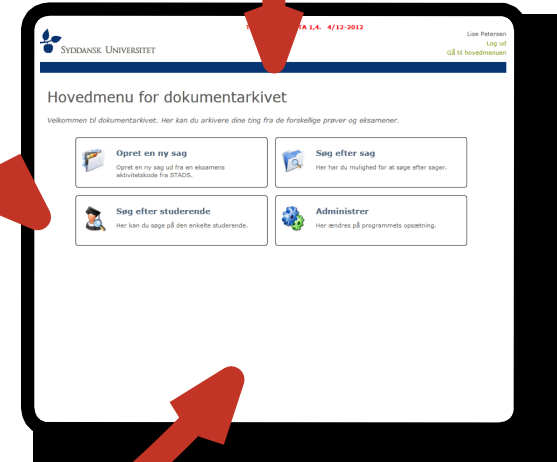 TA 1,4. 4/12-2012
Lise Petersen
Log ud
Gå til hovedmenuen
SYDDANSK UNIVERSITET
Hovedmenu for dokumentarkivet
Velkommen til dokumentarkivet. Her kan du arkivere dine ting fra de forskellige prøver og eksamener.
Opret en ny sag
Opret en ny sag ud fra en eksamens
aktivitetskode fra STADS.
Søg efter sag
Her har du mulighed for at søge efter sager.
Søg efter studerende
Her kan du søge på den enkelte studerende.
Administrer
Her ændres på programmets opsætning.